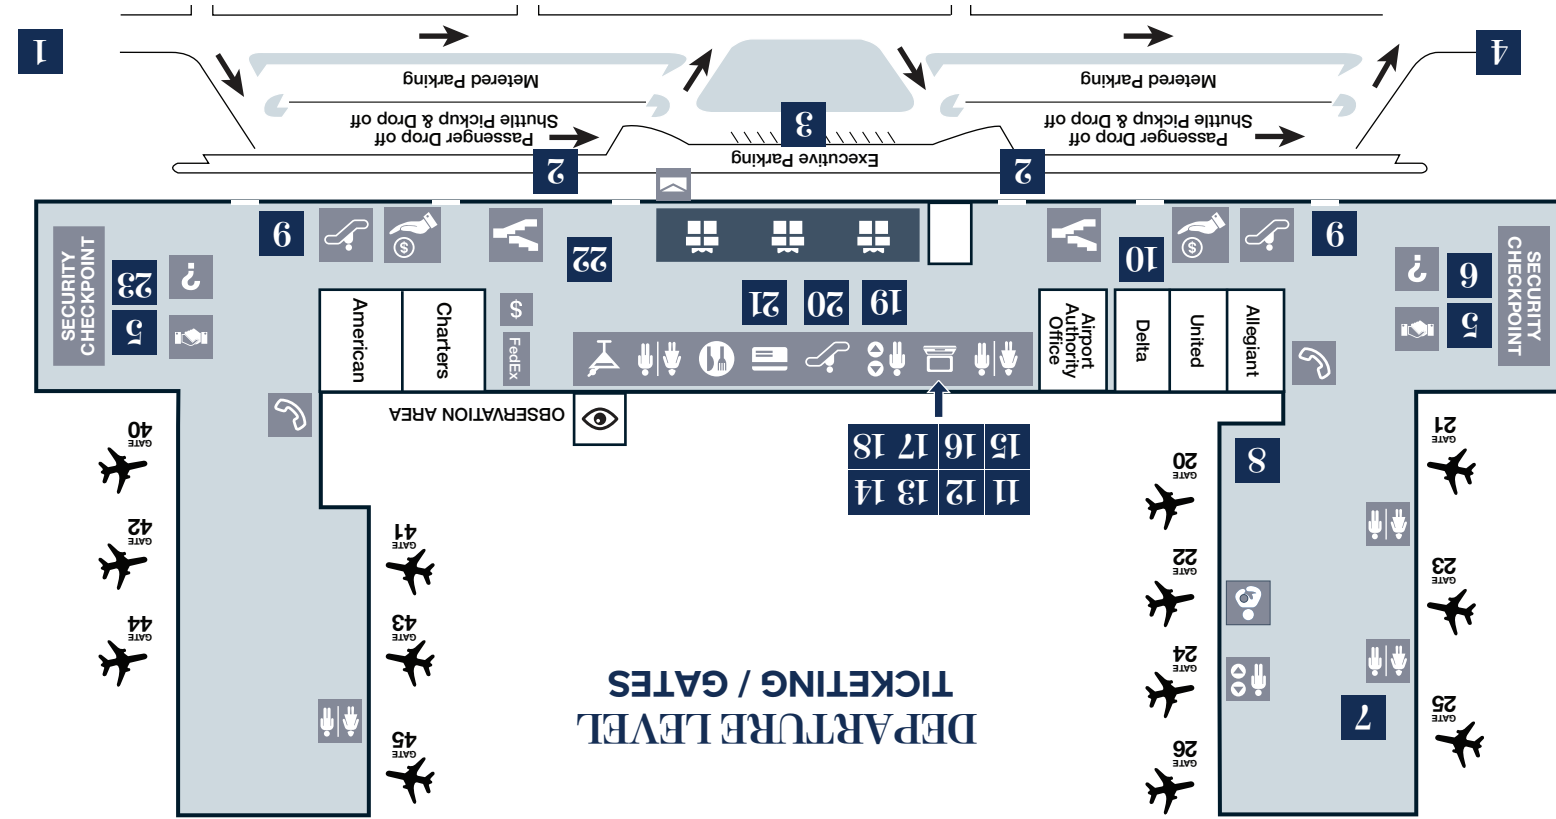 DEPARTURE LEVEL
TICKETING / GATES
GATE
26
GATE
45
GATE
25
7
GATE
24
GATE
43
GATE
44
GATE
23
GATE
22
GATE
41
GATE
42
GATE
21
GATE
20
8
GATE
40
11 12 13 14
15 16 17 18
OBSERVATION AREA
SECURITY
CHECKPOINT
5
9
Allegiant
United
Delta
Airport
Authority
Office
19
20
21
FedEx
$
Charters
American
5
23
SECURITY
CHECKPOINT
6
$
10
22
$
6
2
2
Executive Parking
3
Passenger Drop off
Shuttle Pickup & Drop off
Passenger Drop off
Shuttle Pickup & Drop off
Metered Parking
Metered Parking
4
1